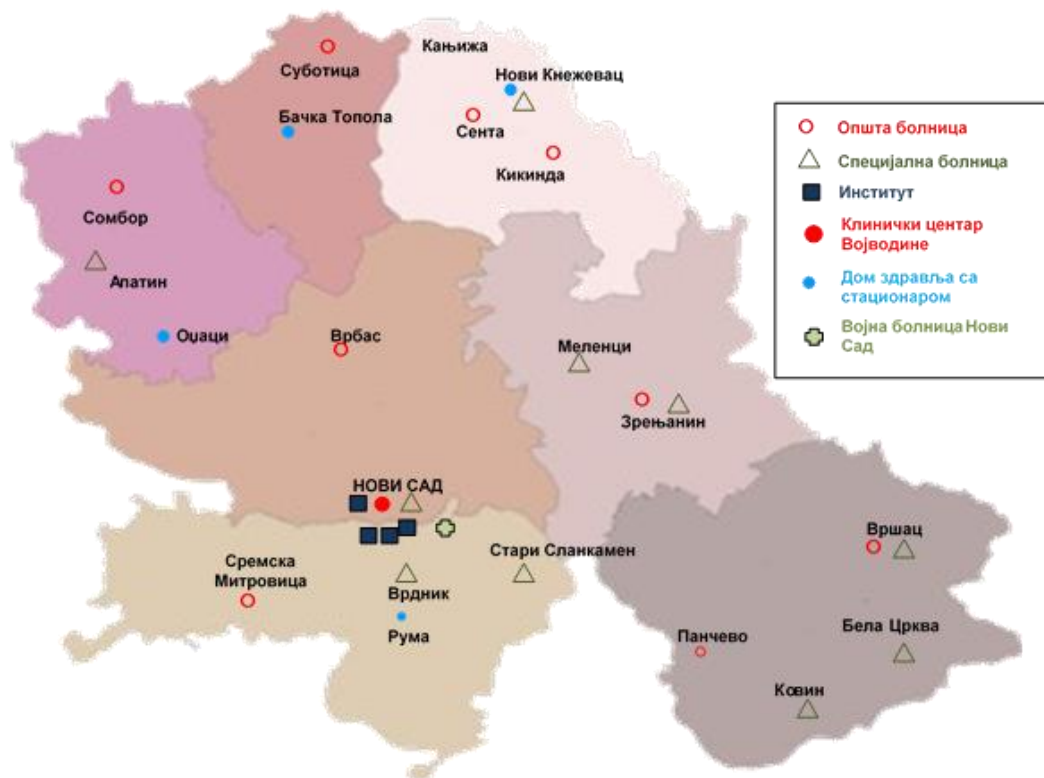 Кањижа
Суботица
Нови Кнежевац
Бачка Топола
Сента
Кикинда
Сомбор
Апатин
Оџаци
Врбас
Меленци
Зрењанин
НОВИ САД
Стари Сланкамен
Вршац
Сремска
Митровица
Врдник
Рума
Панчево
Бела Црква
Ковин
Општа болница
Специјална болница
Институт
Клинички центар
Војводине
Дом здравља са
стационаром
Војна болница Нови
Сад